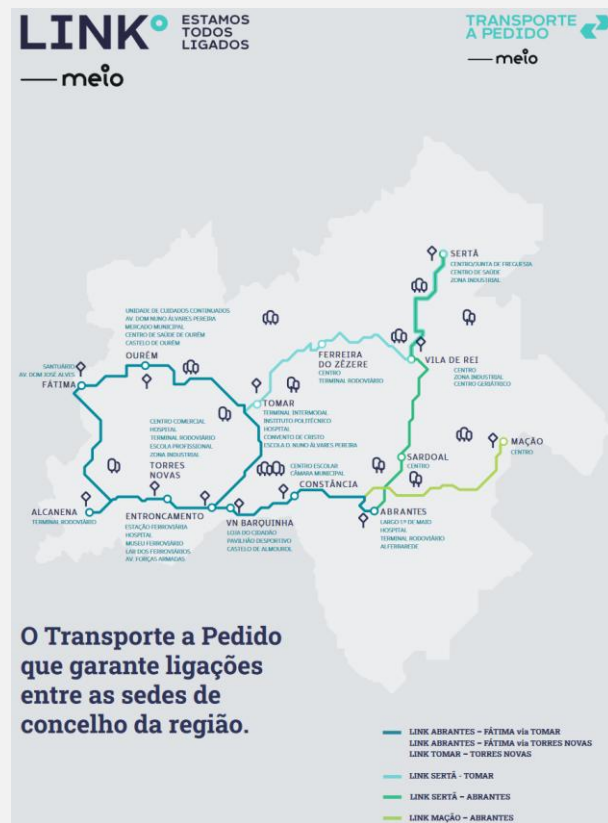 LINK
ESTAMOS
TODOS
LIGADOS
meio
TRANSPORTE
A PEDIDO
meio
SERTÃ
CENTRO/JUNTA DE FREGUESIA
CENTRO DE SAÚDE
ZONA INDUSTRIAL
UNIDADE DE CUIDADOS CONTINUADOS
AV. DOM NUNO ÁLVARES PEREIRA
MERCADO MUNICIPAL
CENTRO DE SAÚDE DE OURÉM
CASTELO DE OURÉM
OURÉM
SANTUÁRIO
AV. DOM JOSÉ ALVES
FÁTIMA
FERREIRA
DO ZÊZERE
CENTRO
TERMINAL RODOVIÁRIO
VILA DE REI
CENTRO
ZONA INDUSTRIAL
CENTRO GERIÁTRICO
TOMAR
TERMINAL INTERMODAL
INSTITUTO POLITÉCNICO
HOSPITAL
CONVENTO DE CRISTO
ESCOLA D. NUNO ÁLVARES PEREIRA
CENTRO COMERCIAL
HOSPITAL
TERMINAL RODOVIÁRIO
ESCOLA PROFISSIONAL
ZONA INDUSTRIAL
TORRES
NOVAS
MAÇÃO
CENTRO
SARDOAL
CENTRO
CENTRO ESCOLAR
CÂMARA MUNICIPAL
CONSTÂNCIA
ALCANENA
TERMINAL RODOVIÁRIO
ENTRONCAMENTO
ESTAÇÃO FERROVIÁRIA
HOSPITAL
MUSEU FERROVIÁRIO
LAR DOS FERROVIÁRIOS
AV. FORÇAS ARMADAS
VN BARQUINHA
LOJA DO CIDADÃO
PAVILHÃO DESPORTIVO
CASTELO DE ALMOUROL
ABRANTES
LARGO 1º DE MAIO
HOSPITAL
TERMINAL RODOVIÁRIO
ALFERRAREDE
O Transporte a Pedido
que garante ligações
entre as sedes de
concelho da região.
LINK ABRANTES – FÁTIMA via TOMAR
LINK ABRANTES – FÁTIMA via TORRES NOVAS
LINK TOMAR – TORRES NOVAS
LINK SERTÃ - TOMAR
LINK SERTÃ – ABRANTES
LINK MAÇÃO – ABRANTES